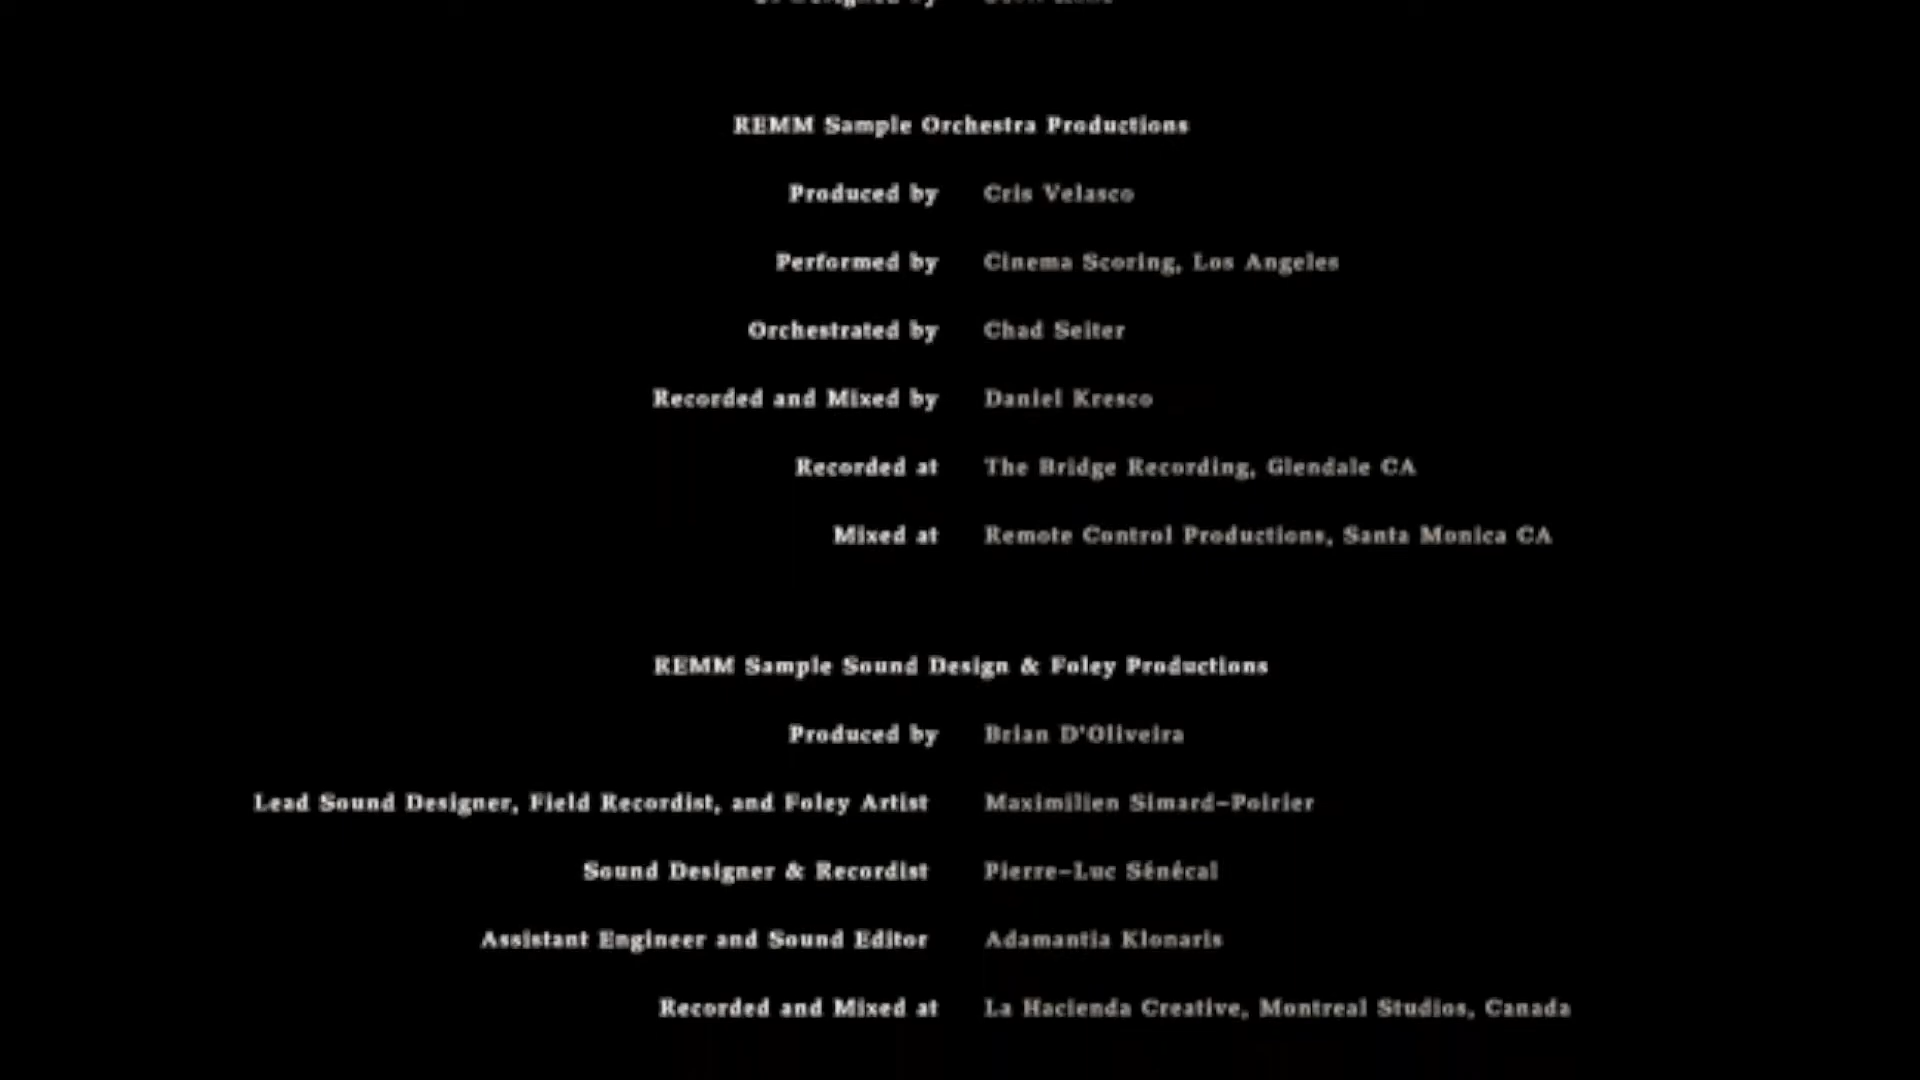 REMM Sample Orchestra Productions
Produced by Cris Velasco
Performed by Cinema Scoring, Los Angeles
Orchestrated by Chad Seiter
Recorded and Mixed by Daniel Kresco
Recorded at The Bridge Recording, Glendale CA
Mixed at Remote Control Productions, Santa Monica CA
REMM Sample Sound Design & Foley Productions
Produced by Brian D'Oliveira
Lead Sound Designer, Field Recordist, and Foley Artist Maximilien Simard-Poirier
Sound Designer & Recordist Pierre-Luc Sénécal
Assistant Engineer and Sound Editor Adamantia Klonaris
Recorded and Mixed at La Hacienda Creative, Montreal Studios, Canada